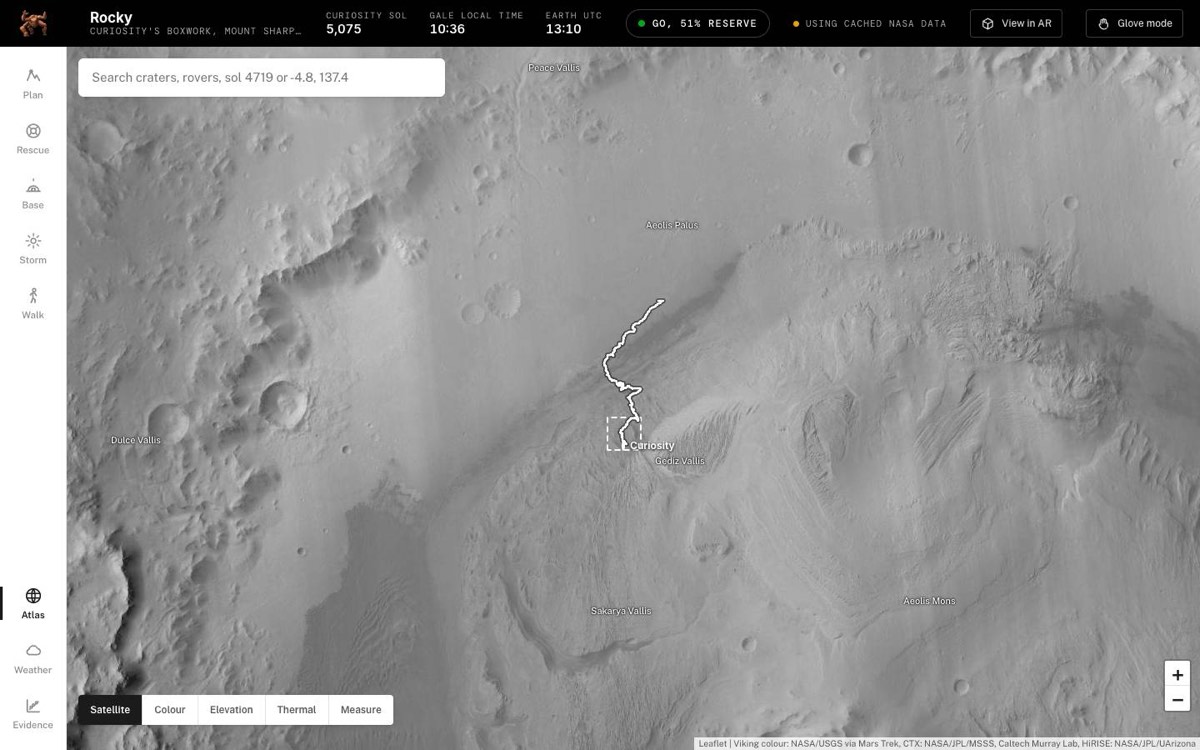 Rocky
CURIOSITY'S BOXWORK, MOUNT SHARP…
CURIOSITY SOL
5,075
GALE LOCAL TIME
10:36
EARTH UTC
13:10
GO, 51% RESERVE
USING CACHED NASA DATA
View in AR
Glove mode
Plan
Rescue
Base
Storm
Walk
Atlas
Weather
Evidence
Search craters, rovers, sol 4719 or -4.8, 137.4
Peace Vallis
Aeolis Palus
Dulce Vallis
Curiosity
Gediz Vallis
Sakarya Vallis
Aeolis Mons
Satellite
Colour
Elevation
Thermal
Measure
+
−
Leaflet | Viking colour: NASA/USGS via Mars Trek, CTX: NASA/JPL/MSSS, Caltech Murray Lab, HiRISE: NASA/JPL/UArizona